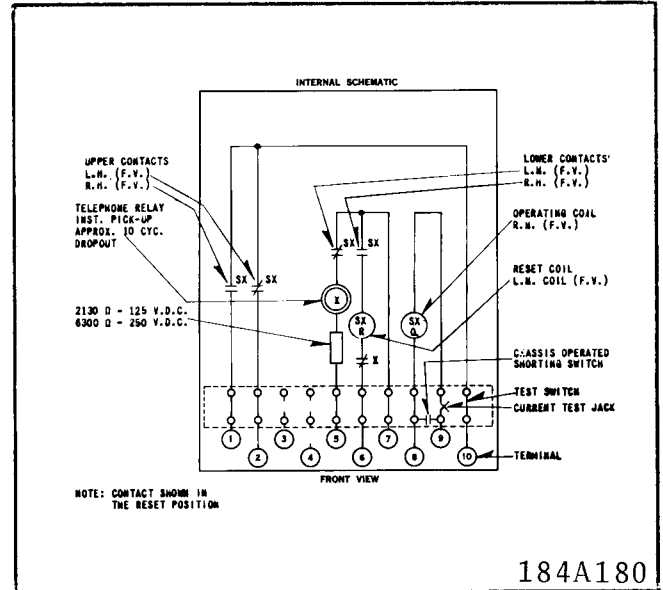 INTERNAL SCHEMATIC
UPPER CONTACTS
L.H. (F.V.)
R.H. (F.V.)
TELEPHONE RELAY
INST. PICK-UP
APPROX. 10 CYC.
DROPOUT
2130 Ω - 125 V.D.C.
6300 Ω - 250 V.D.C.
LOWER CONTACTS
L.H. (F.V.)
R.H. (F.V.)
OPERATING COIL
R.H. (F.V.)
RESET COIL
L.H. COIL (F.V.)
CHASSIS OPERATED
SHORTING SWITCH
TEST SWITCH
CURRENT TEST JACK
TERMINAL
SX
SX
SX
SX
X
SX
R
SX
O
X
1
2
3
4
5
6
7
8
9
10
FRONT VIEW
NOTE: CONTACT SHOWN IN
THE RESET POSITION
184A180